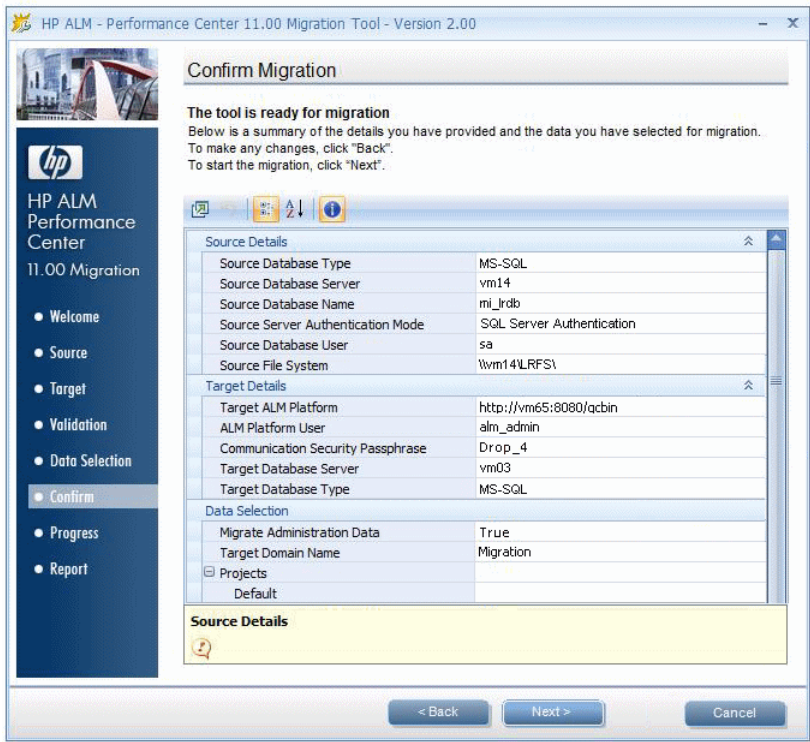 HP ALM - Performance Center 11.00 Migration Tool - Version 2.00
Confirm Migration
The tool is ready for migration
Below is a summary of the details you have provided and the data you have selected for migration.
To make any changes, click "Back".
To start the migration, click "Next".
hp
HP ALM
Performance
Center
11.00 Migration
Welcome
Source
Target
Validation
Data Selection
Confirm
Progress
Report
Source Details
Source Database Type MS-SQL
Source Database Server vm14
Source Database Name mi_lrdb
Source Server Authentication Mode SQL Server Authentication
Source Database User sa
Source File System \\vm14\LRFS\
Target Details
Target ALM Platform http://vm65:8080/qcbin
ALM Platform User alm_admin
Communication Security Passphrase Drop_4
Target Database Server vm03
Target Database Type MS-SQL
Data Selection
Migrate Administration Data True
Target Domain Name Migration
Projects
Default
Source Details
< Back Next > Cancel